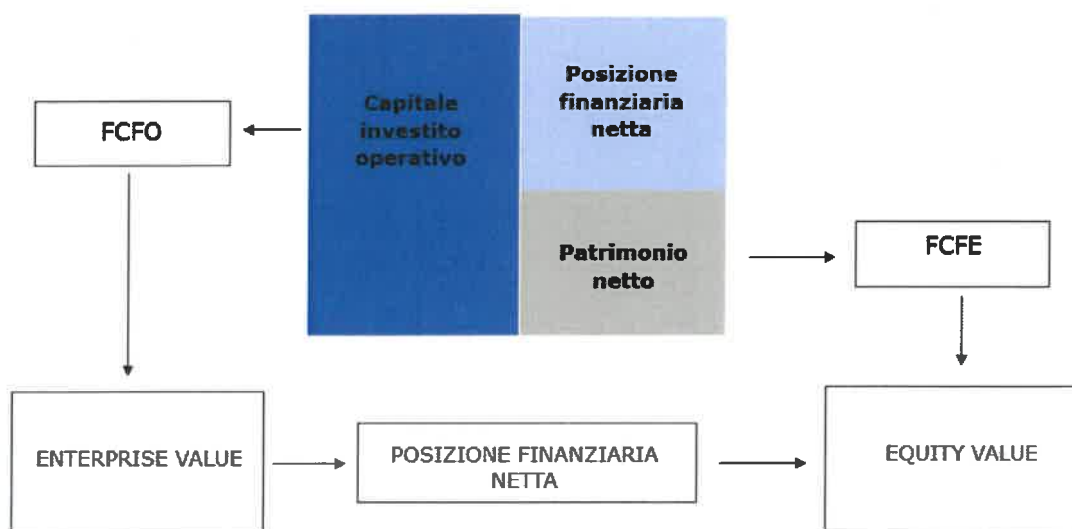 FCFO
Capitale
investito
operativo
Posizione
finanziaria
netta
Patrimonio
netto
FCFE
ENTERPRISE VALUE
POSIZIONE FINANZIARIA
NETTA
EQUITY VALUE